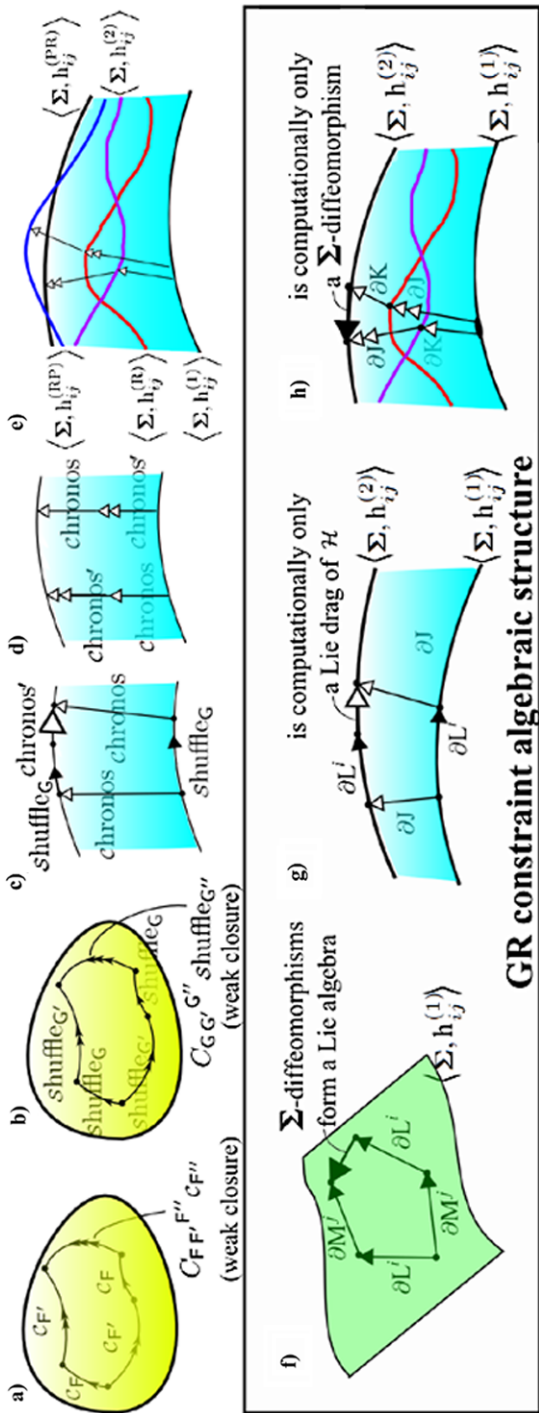 a)
c_F
c_F'
c_F'
c_F
C_FF'^F'' c_F''
(weak closure)
b)
shuffle_G
shuffle_G'
shuffle_G'
shuffle_G
C_GG'^G'' shuffle_G''
(weak closure)
c)
shuffle_G
chronos'
chronos
chronos
shuffle_G
d)
chronos'
chronos
chronos
chronos'
e)
⟨Σ, h_ij^(RP)⟩
⟨Σ, h_ij^(R)⟩
⟨Σ, h_ij^(1)⟩
⟨Σ, h_ij^(PR)⟩
⟨Σ, h_ij^(2)⟩
f)
Σ-diffeomorphisms
form a Lie algebra
∂M^j
∂L^i
∂L^i
∂M^j
⟨Σ, h_ij^(1)⟩
g)
is computationally only
a Lie drag of ℋ
∂L^i
∂J
∂J
∂L^i
⟨Σ, h_ij^(2)⟩
⟨Σ, h_ij^(1)⟩
h)
is computationally only
a Σ-diffeomorphism
∂J
∂K
∂K
∂J
⟨Σ, h_ij^(2)⟩
⟨Σ, h_ij^(1)⟩
GR constraint algebraic structure